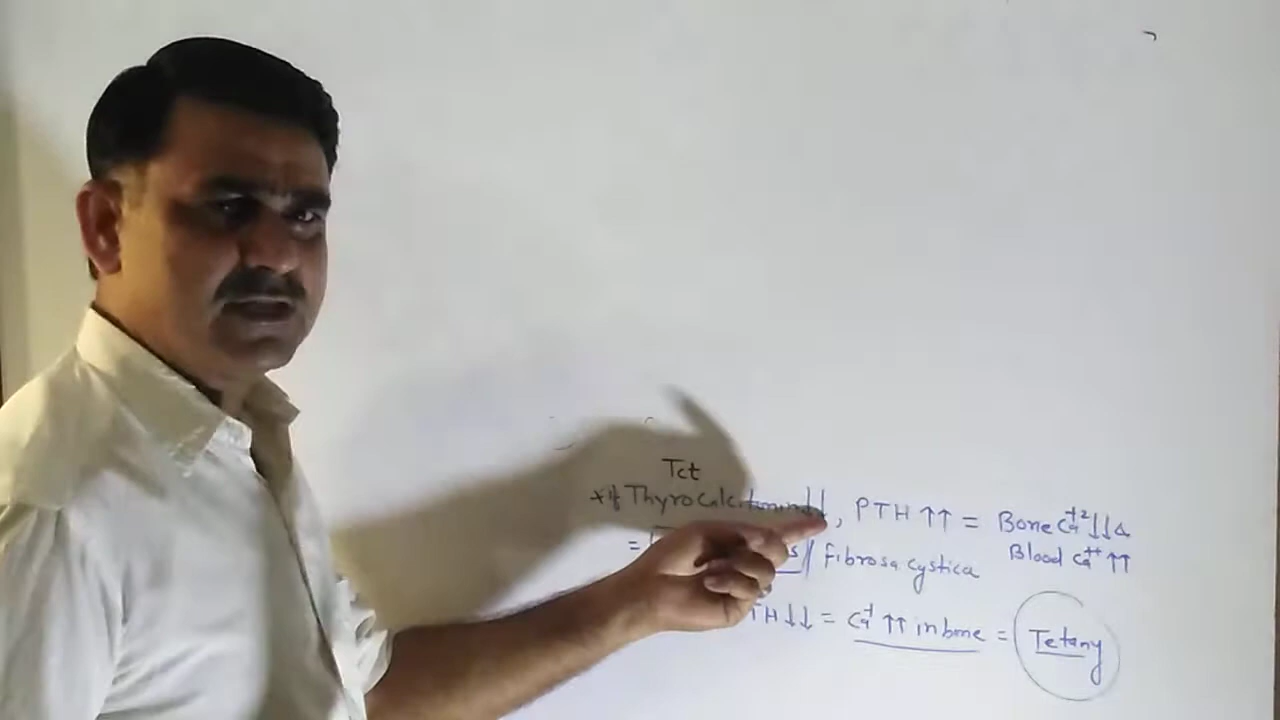 Tct
* If Thyrocalcitonin↓↓, PTH ↑↑ = Bone Ca⁺²↓↓ &
Blood Ca⁺⁺ ↑↑
= s / fibrosa cystica
TH↓↓ = Ca⁺ ↑↑ in bone = Tetany